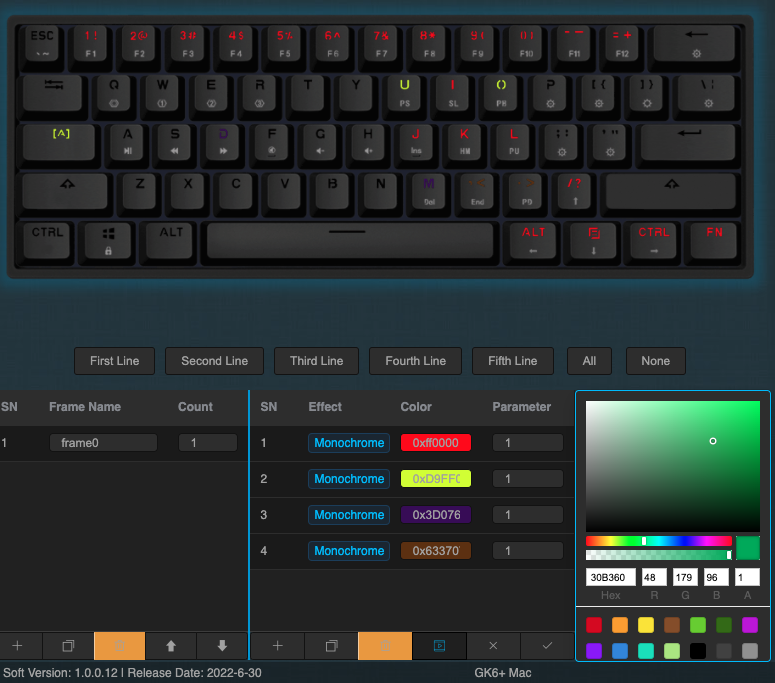 ESC 1! 2@ 3# 4$ 5% 6^ 7& 8* 9( 0) - = +
F1 F2 F3 F4 F5 F6 F7 F8 F9 F10 F11 F12
Q W E R T Y U I O P [{ ]} \|
PS SL PR
[^] A S D F G H J K L ;: '"
Ins HM PU
Z X C V B N M /?
Del End PD
CTRL ALT ALT CTRL FN
First Line Second Line Third Line Fourth Line Fifth Line All None
SN Frame Name Count SN Effect Color Parameter
1 frame0 1 1 Monochrome 0xff0000 1
2 Monochrome 0xD9FF0 1
3 Monochrome 0x3D076 1
4 Monochrome 0x63370 1
30B360 48 179 96 1
Hex R G B A
Soft Version: 1.0.0.12 | Release Date: 2022-6-30 GK6+ Mac